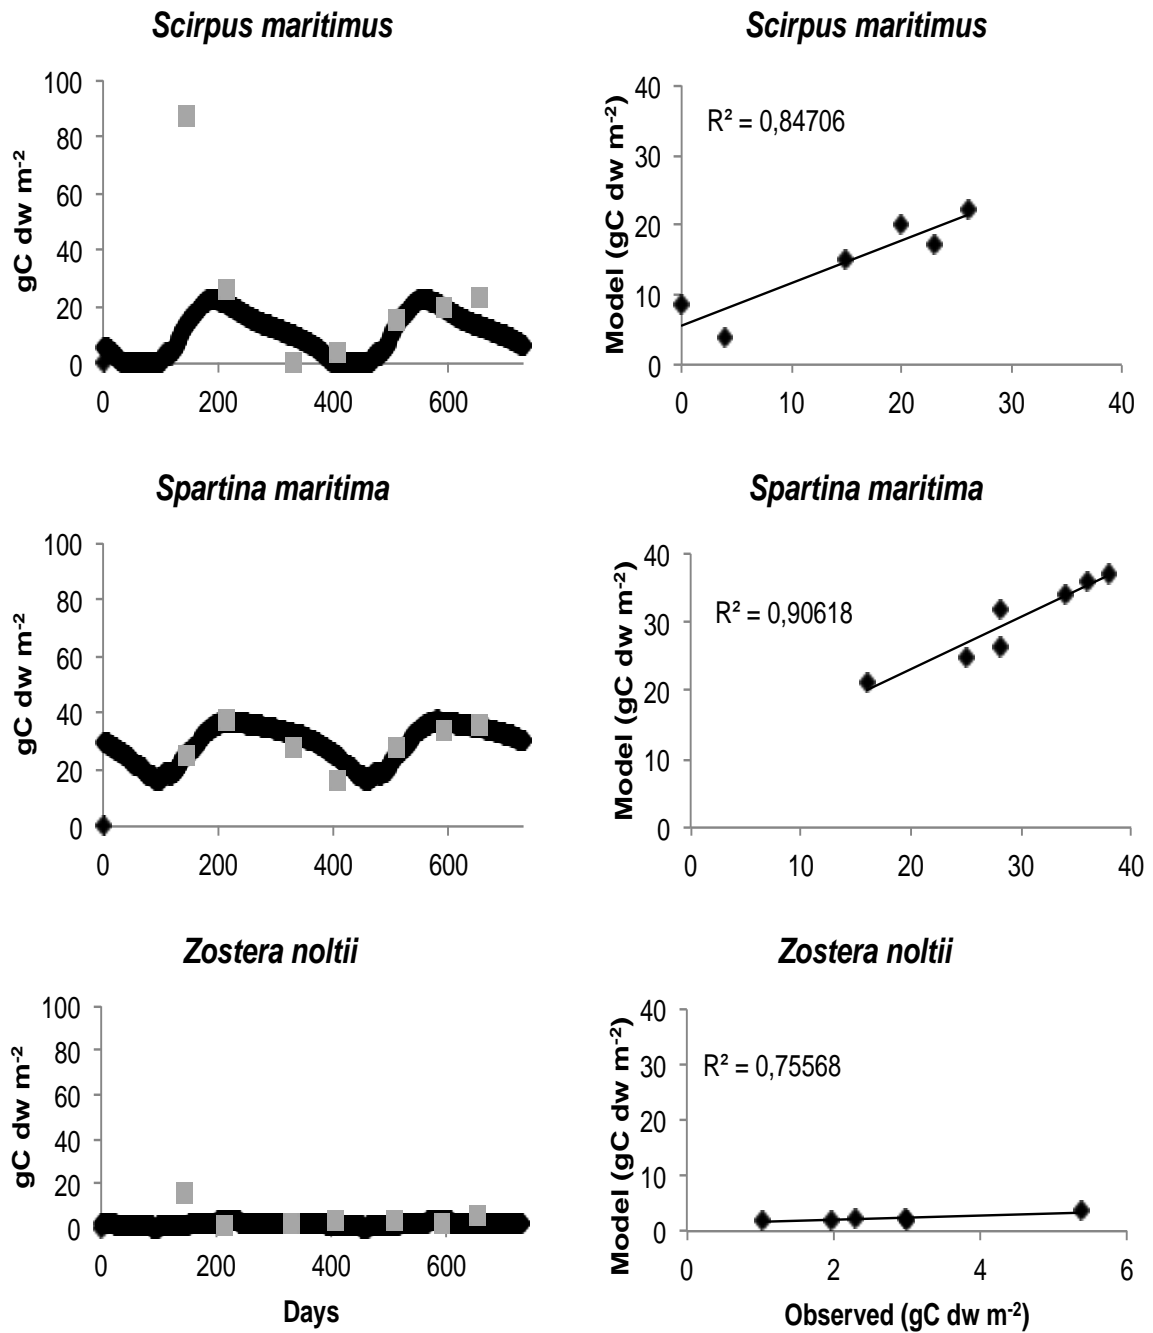 Scirpus maritimus
gC dw m-2
100
80
60
40
20
0
0 200 400 600
Scirpus maritimus
Model (gC dw m-2)
40
30
20
10
0
R² = 0,84706
0 10 20 30 40
Spartina maritima
gC dw m-2
100
80
60
40
20
0
0 200 400 600
Spartina maritima
Model (gC dw m-2)
40
30
20
10
0
R² = 0,90618
0 10 20 30 40
Zostera noltii
gC dw m-2
100
80
60
40
20
0
0 200 400 600
Days
Zostera noltii
Model (gC dw m-2)
40
30
20
10
0
R² = 0,75568
0 2 4 6
Observed (gC dw m-2)